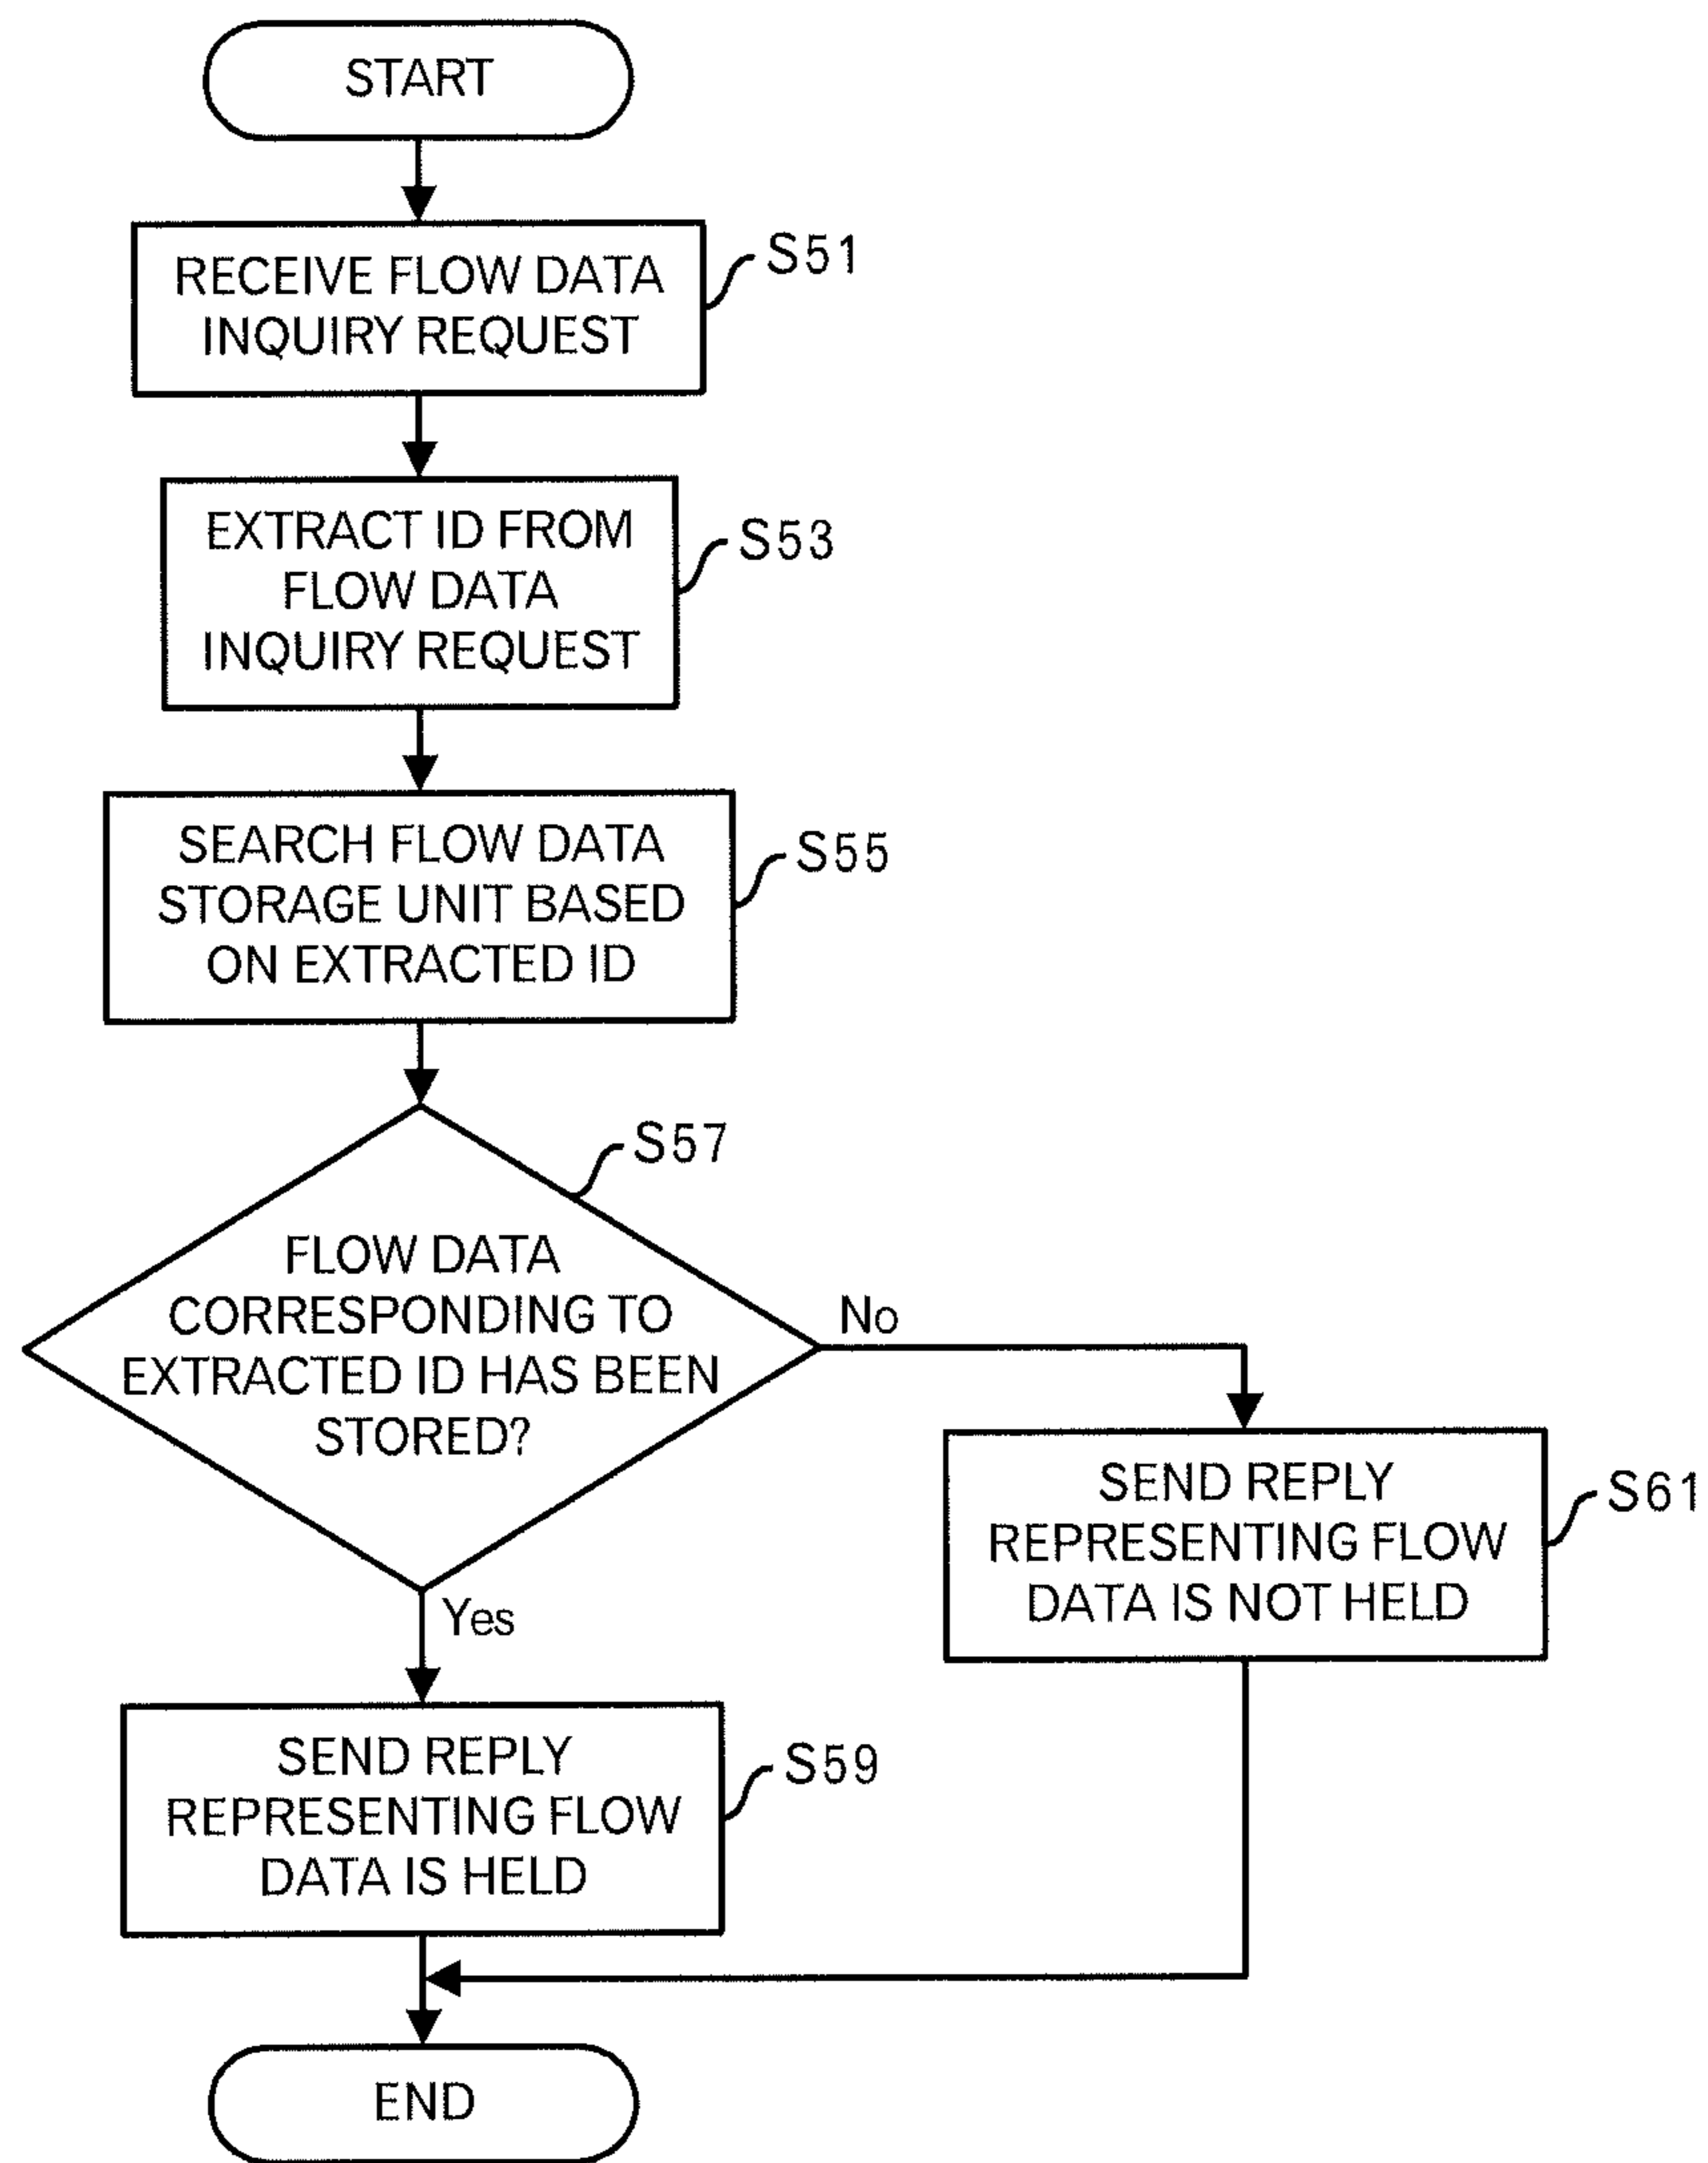 START
RECEIVE FLOW DATA
INQUIRY REQUEST
S51
EXTRACT ID FROM
FLOW DATA
INQUIRY REQUEST
S53
SEARCH FLOW DATA
STORAGE UNIT BASED
ON EXTRACTED ID
S55
FLOW DATA
CORRESPONDING TO
EXTRACTED ID HAS BEEN
STORED?
S57
No
Yes
SEND REPLY
REPRESENTING FLOW
DATA IS NOT HELD
S61
SEND REPLY
REPRESENTING FLOW
DATA IS HELD
S59
END